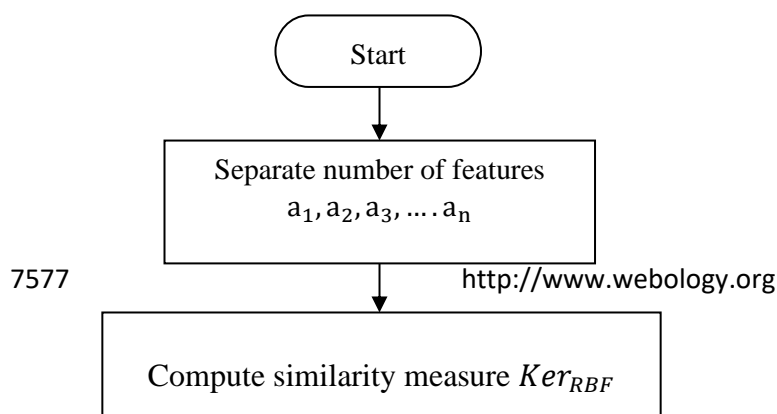 Start
Separate number of features
a₁, a₂, a₃, … . aₙ
7577 http://www.webology.org
Compute similarity measure Ker_RBF